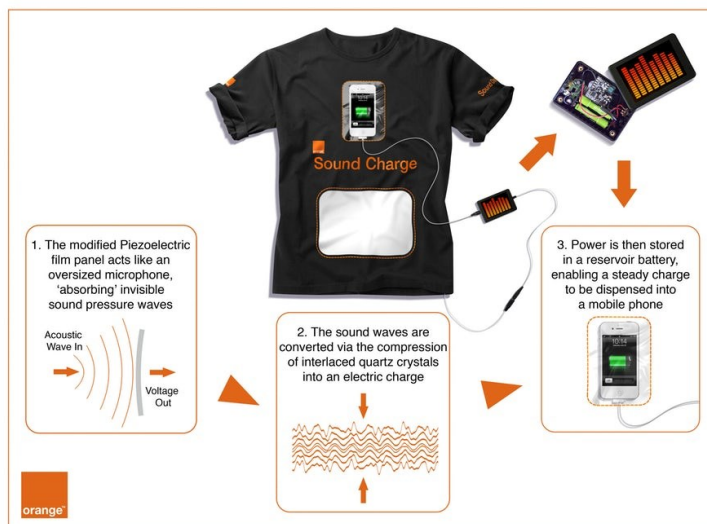 Sound Charge
1. The modified Piezoelectric
film panel acts like an
oversized microphone,
'absorbing' invisible
sound pressure waves
Acoustic
Wave In
Voltage
Out
2. The sound waves are
converted via the compression
of interlaced quartz crystals
into an electric charge
3. Power is then stored
in a reservoir battery,
enabling a steady charge
to be dispensed into
a mobile phone
10:14
orange™